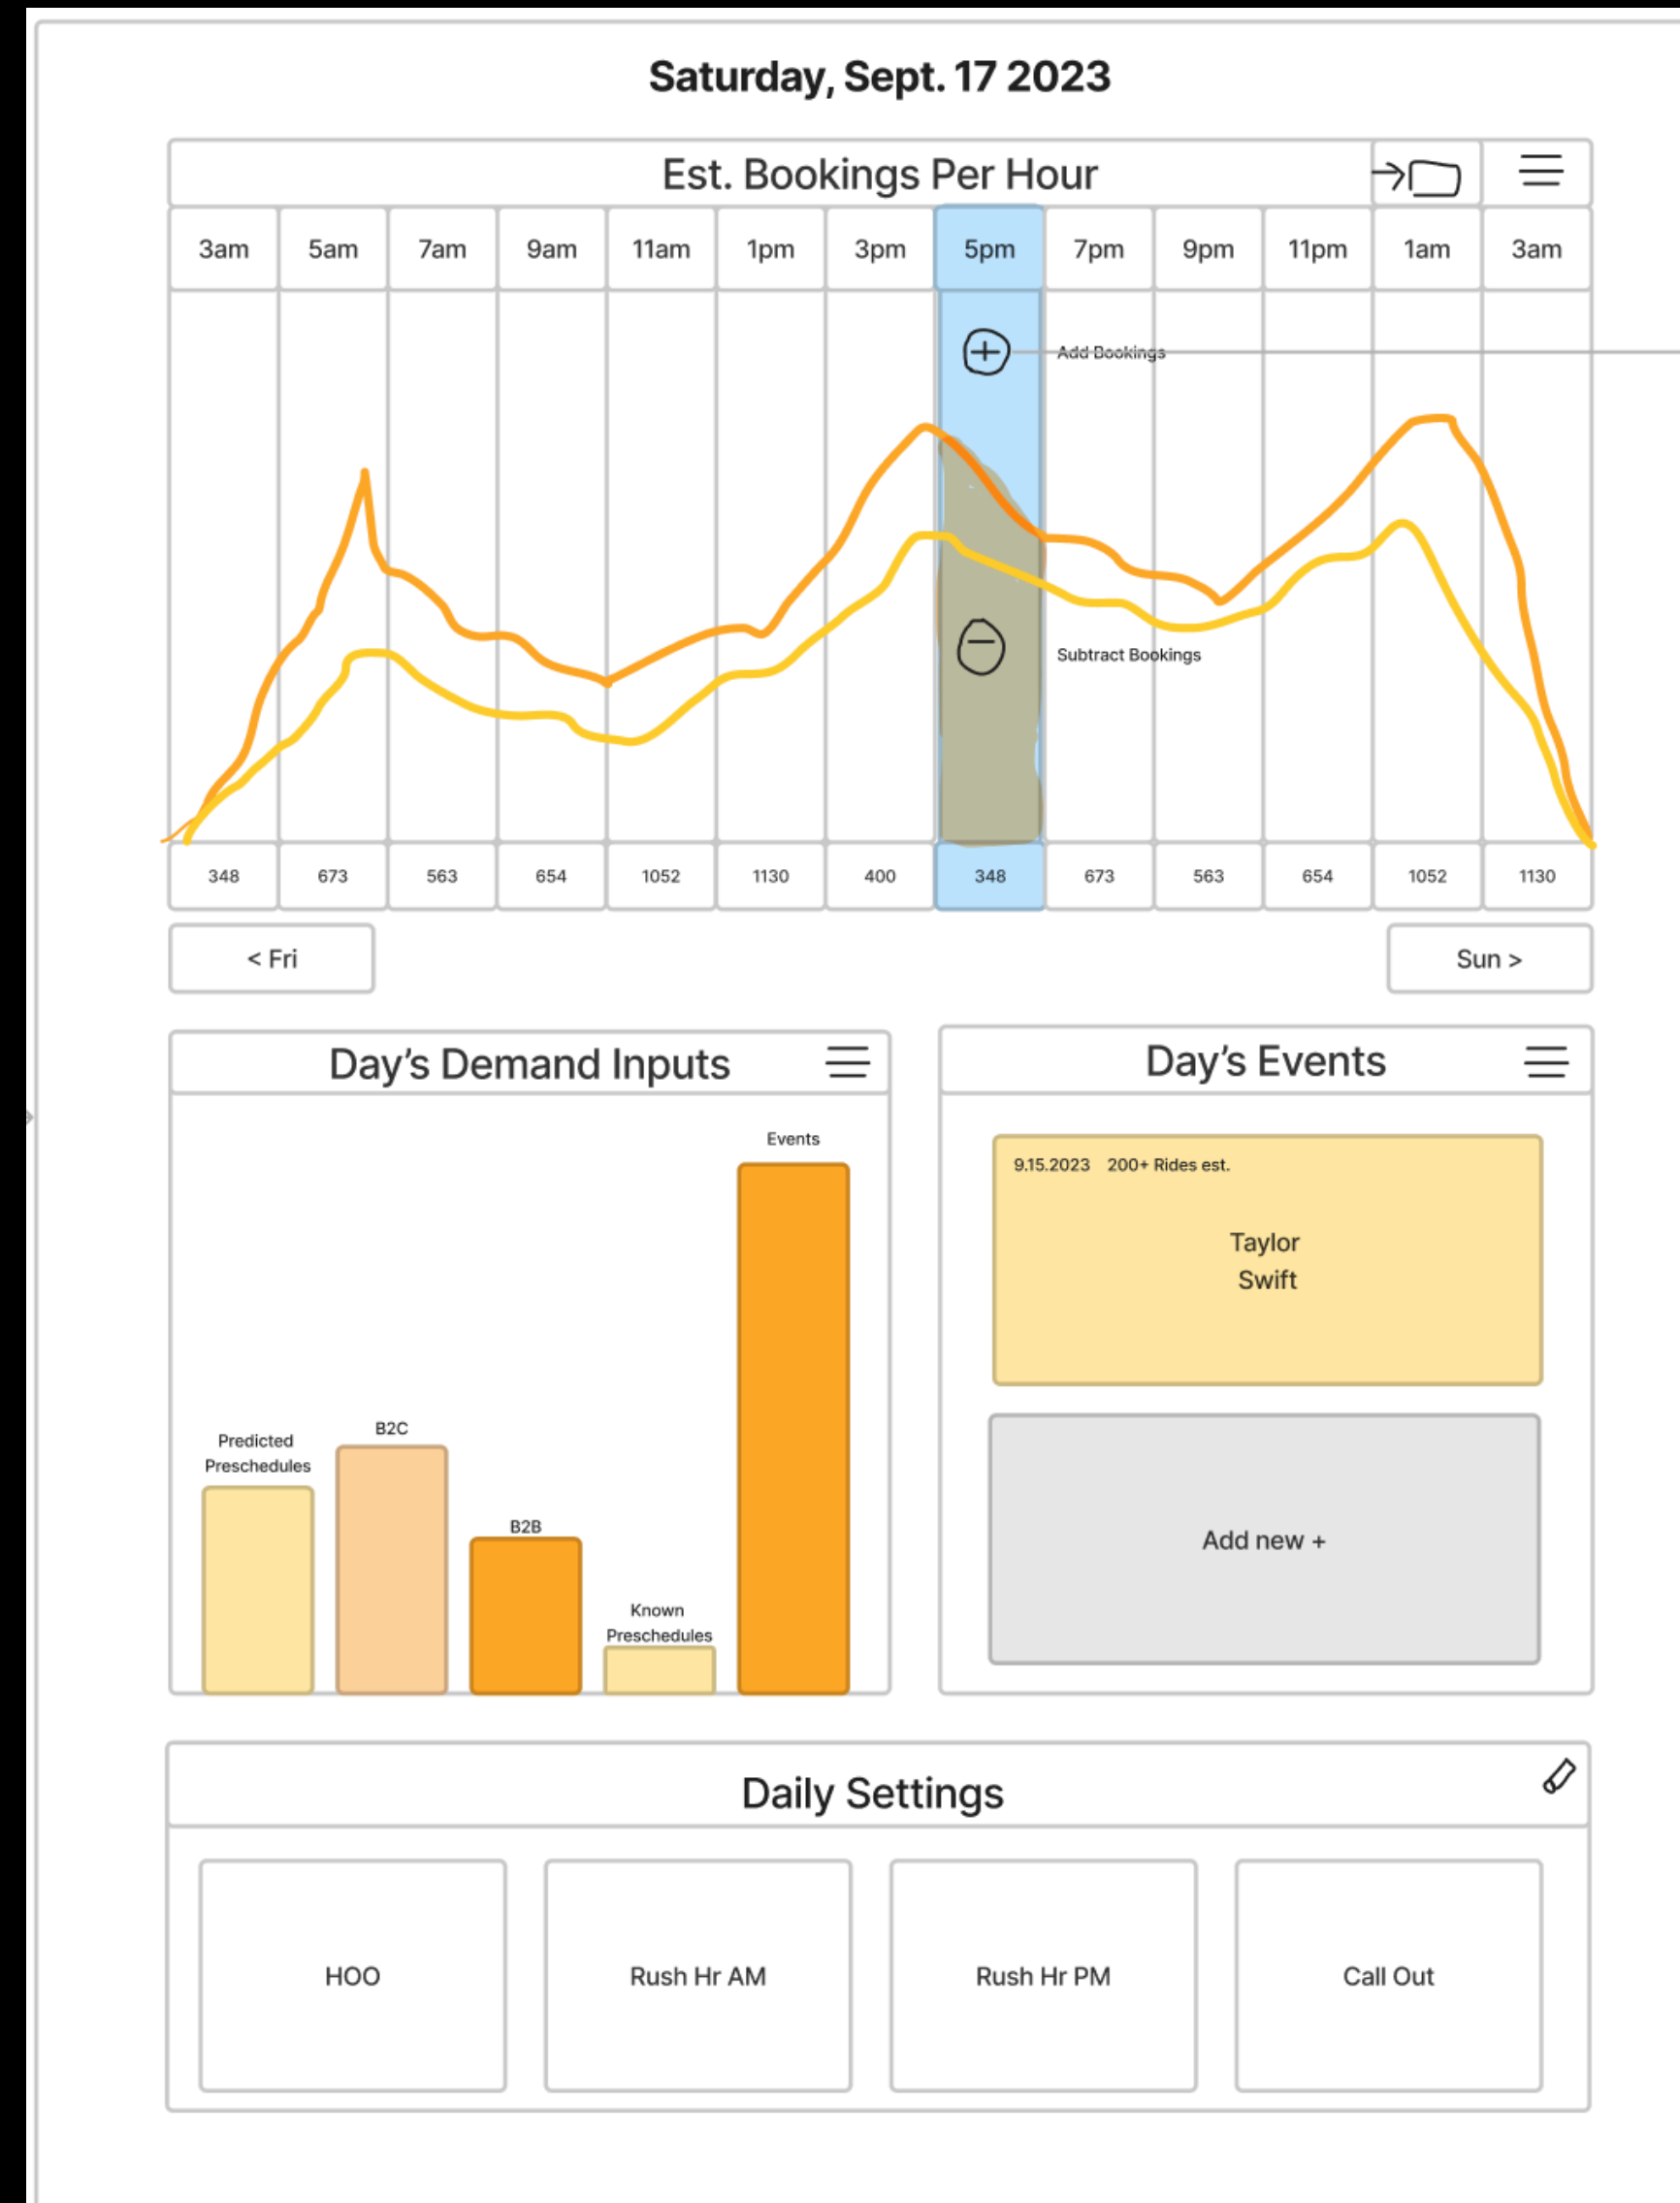 Saturday, Sept. 17 2023
Est. Bookings Per Hour
3am 5am 7am 9am 11am 1pm 3pm 5pm 7pm 9pm 11pm 1am 3am
Add Bookings
Subtract Bookings
348 673 563 654 1052 1130 400 348 673 563 654 1052 1130
< Fri
Sun >
Day's Demand Inputs
Events
B2C
Predicted
Preschedules
B2B
Known
Preschedules
Day's Events
9.15.2023 200+ Rides est.
Taylor
Swift
Add new +
Daily Settings
HOO
Rush Hr AM
Rush Hr PM
Call Out